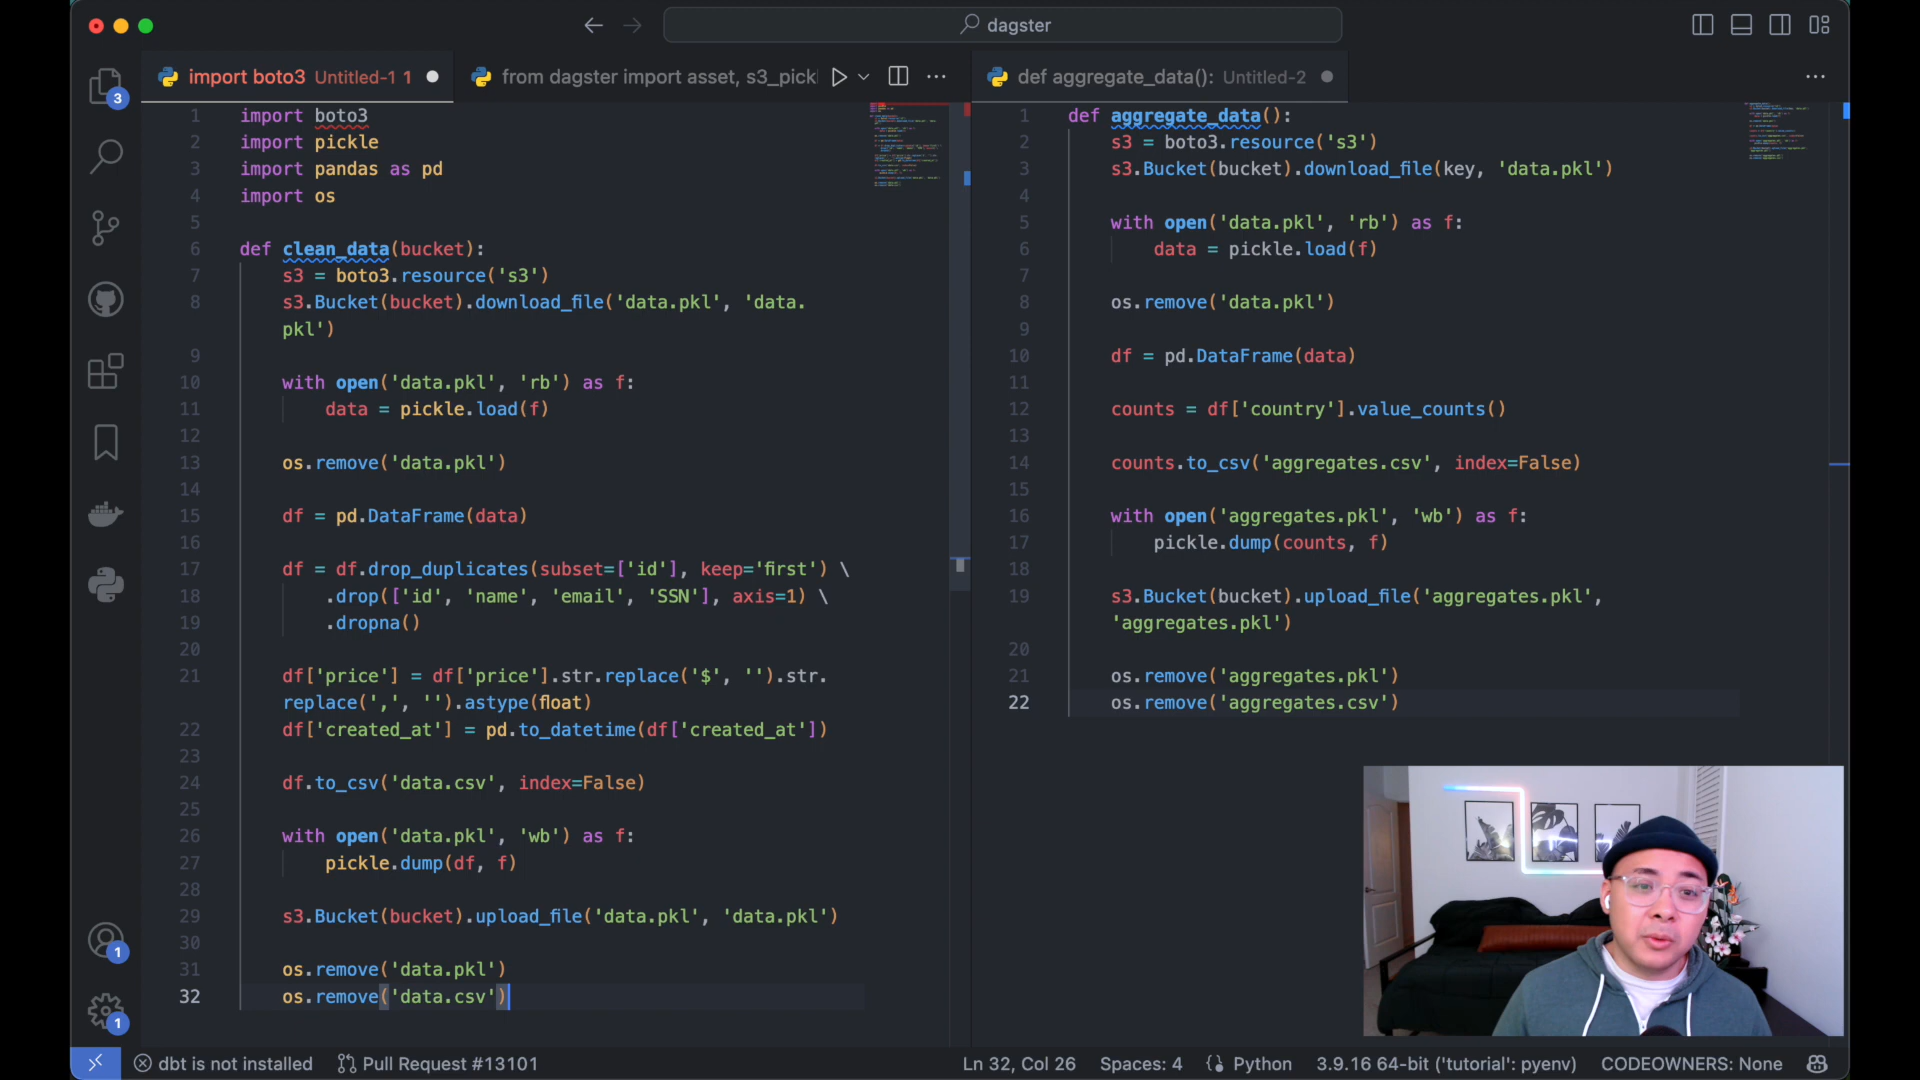 dagster
import boto3 Untitled-1 1
from dagster import asset, s3_pick
def aggregate_data(): Untitled-2
3
1 import boto3
2 import pickle
3 import pandas as pd
4 import os
5
6 def clean_data(bucket):
7 s3 = boto3.resource('s3')
8 s3.Bucket(bucket).download_file('data.pkl', 'data.
pkl')
9
10 with open('data.pkl', 'rb') as f:
11 data = pickle.load(f)
12
13 os.remove('data.pkl')
14
15 df = pd.DataFrame(data)
16
17 df = df.drop_duplicates(subset=['id'], keep='first') \
18 .drop(['id', 'name', 'email', 'SSN'], axis=1) \
19 .dropna()
20
21 df['price'] = df['price'].str.replace('$', '').str.
replace(',', '').astype(float)
22 df['created_at'] = pd.to_datetime(df['created_at'])
23
24 df.to_csv('data.csv', index=False)
25
26 with open('data.pkl', 'wb') as f:
27 pickle.dump(df, f)
28
29 s3.Bucket(bucket).upload_file('data.pkl', 'data.pkl')
30
31 os.remove('data.pkl')
32 os.remove('data.csv')
1 def aggregate_data():
2 s3 = boto3.resource('s3')
3 s3.Bucket(bucket).download_file(key, 'data.pkl')
4
5 with open('data.pkl', 'rb') as f:
6 data = pickle.load(f)
7
8 os.remove('data.pkl')
9
10 df = pd.DataFrame(data)
11
12 counts = df['country'].value_counts()
13
14 counts.to_csv('aggregates.csv', index=False)
15
16 with open('aggregates.pkl', 'wb') as f:
17 pickle.dump(counts, f)
18
19 s3.Bucket(bucket).upload_file('aggregates.pkl',
'aggregates.pkl')
20
21 os.remove('aggregates.pkl')
22 os.remove('aggregates.csv')
1
1
dbt is not installed
Pull Request #13101
Ln 32, Col 26
Spaces: 4
{} Python
3.9.16 64-bit ('tutorial': pyenv)
CODEOWNERS: None